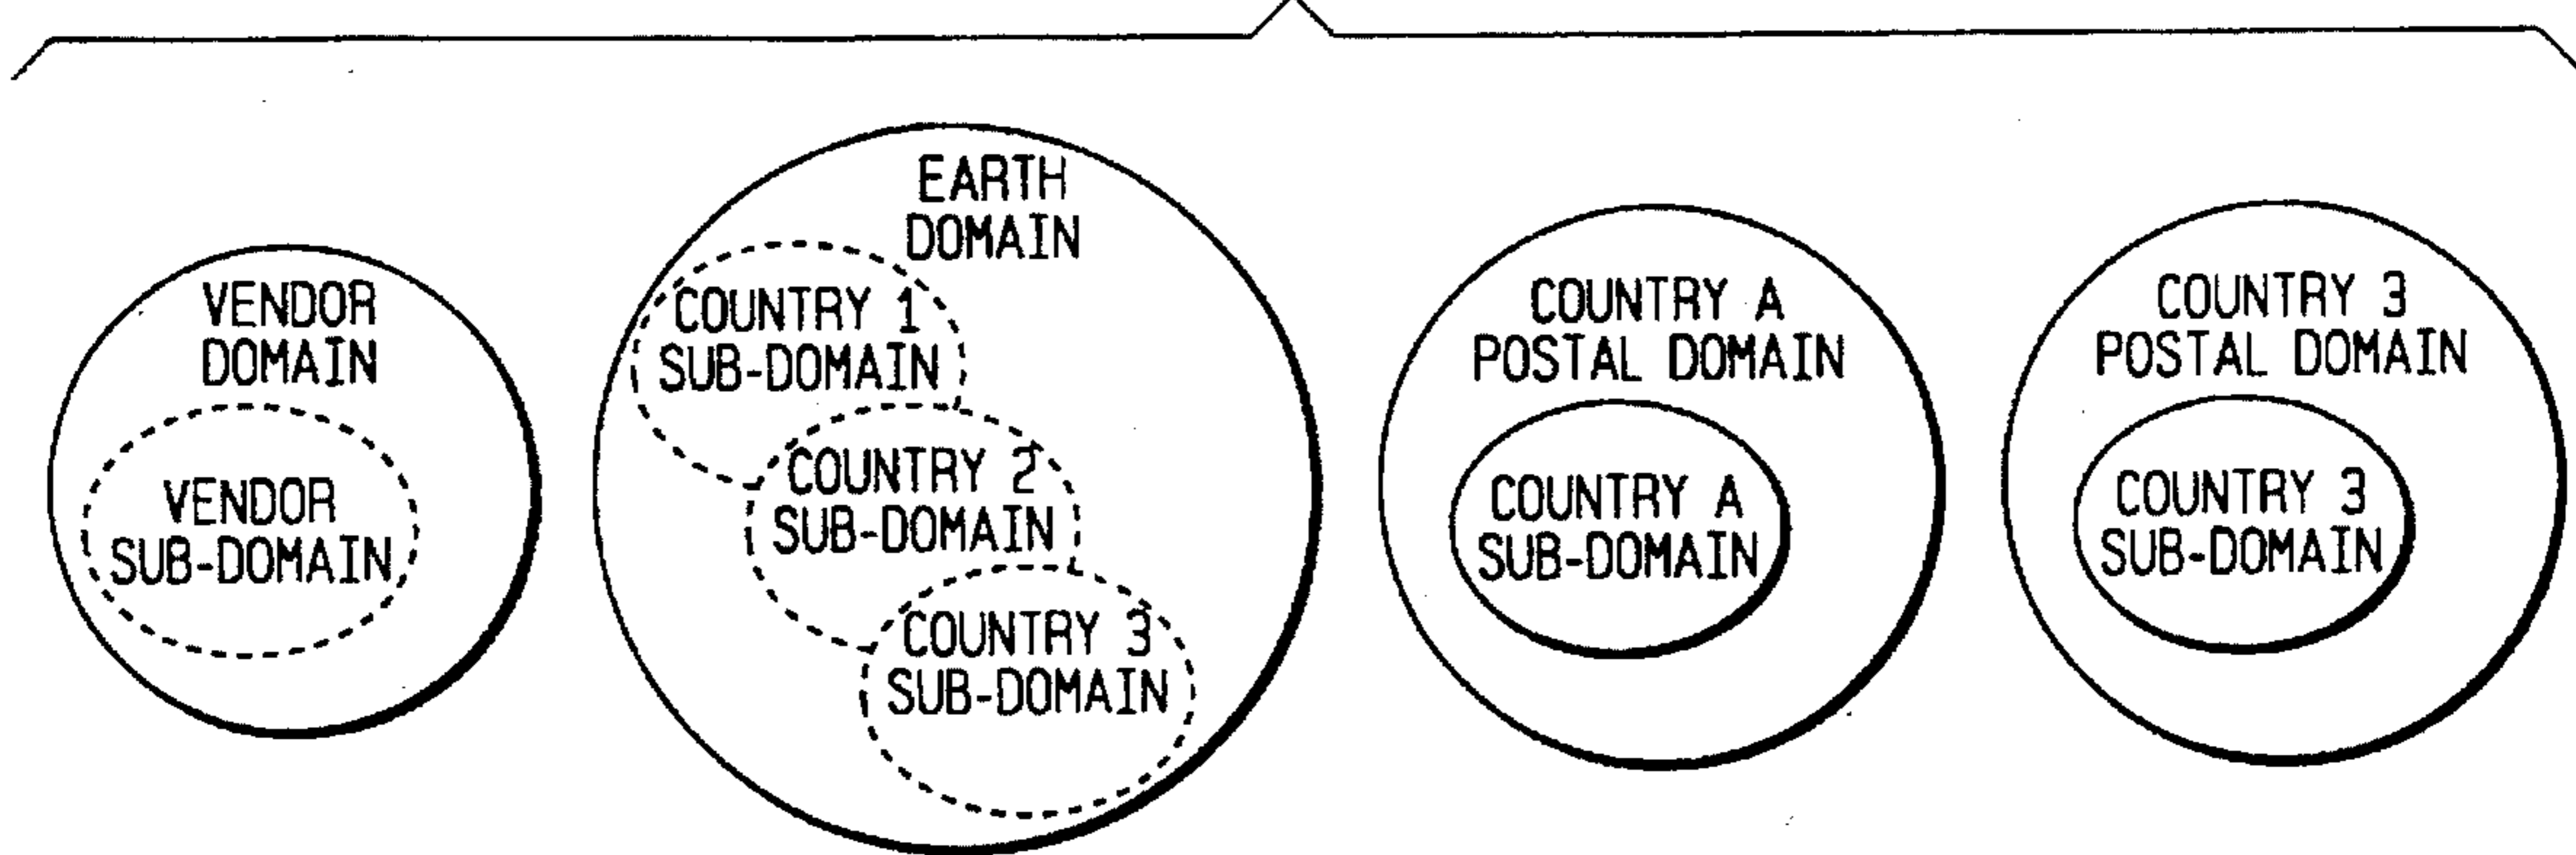 VENDOR
DOMAIN
VENDOR
SUB-DOMAIN
EARTH
DOMAIN
COUNTRY 1
SUB-DOMAIN
COUNTRY 2
SUB-DOMAIN
COUNTRY 3
SUB-DOMAIN
COUNTRY A
POSTAL DOMAIN
COUNTRY A
SUB-DOMAIN
COUNTRY 3
POSTAL DOMAIN
COUNTRY 3
SUB-DOMAIN